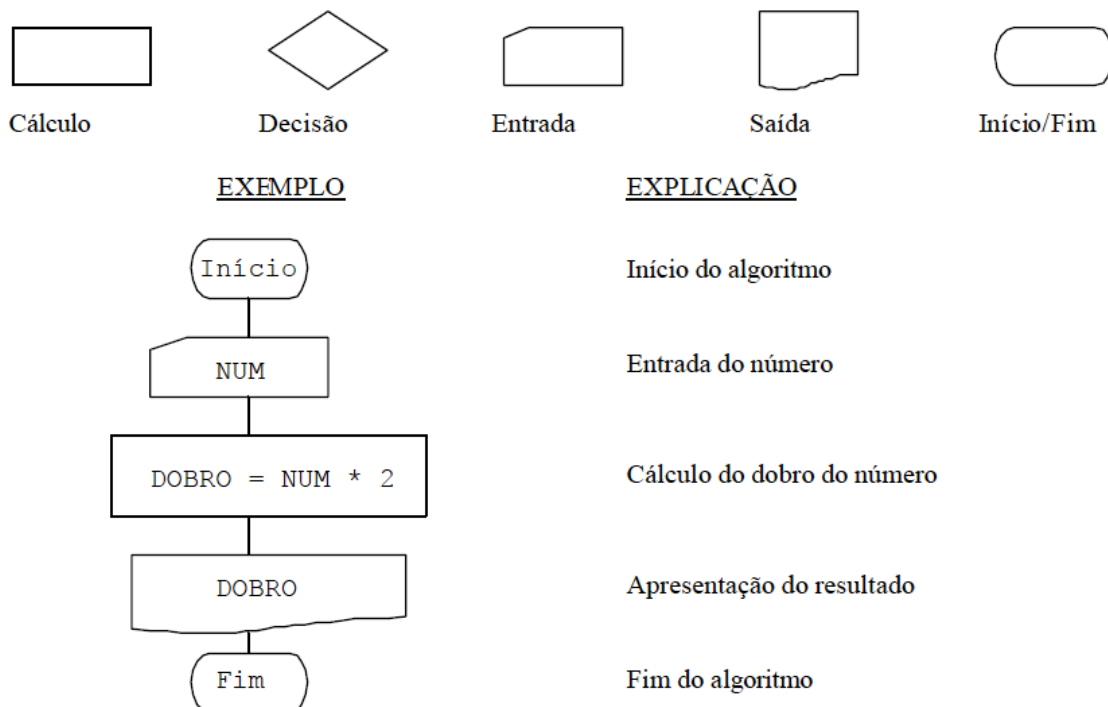 Cálculo Decisão Entrada Saída Início/Fim
EXEMPLO EXPLICAÇÃO
Início Início do algoritmo
NUM Entrada do número
DOBRO = NUM * 2 Cálculo do dobro do número
DOBRO Apresentação do resultado
Fim Fim do algoritmo